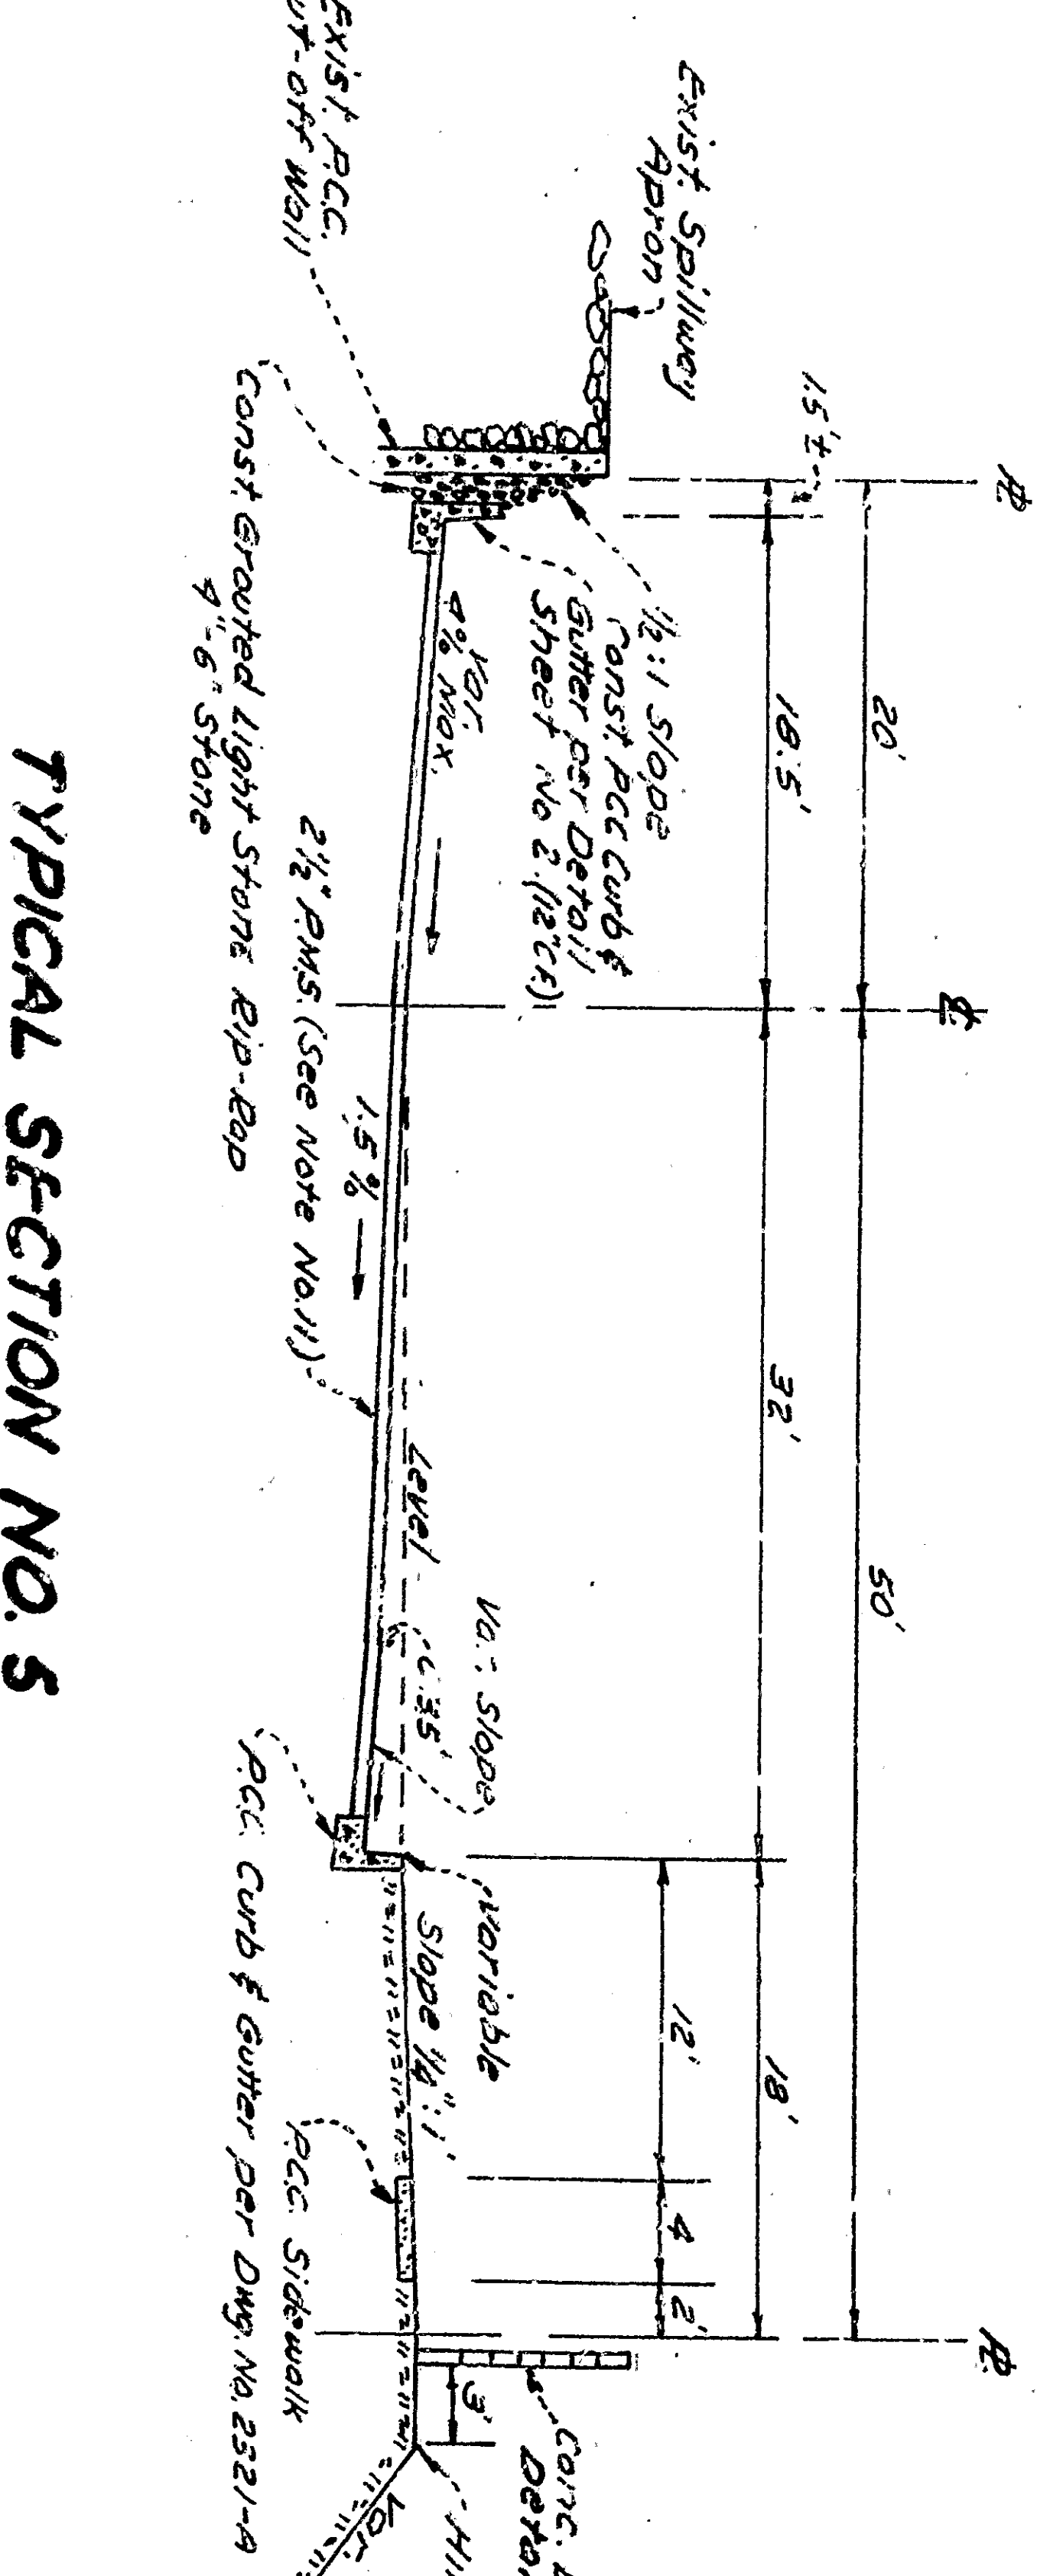 20'
50'
1.5'
18.5'
32'
18'
12'
4'
2'
Exist. Spillway
Apron
½:1 Slope
Const. PCC Curb &
Gutter per Detail
Sheet No 2. (12" C.F.)
Var. Slope
Variable
Conc.
Var.
4% Max.
Level
0.35'
Slope ¼":1'
3'
Exist. P.C.C.
Wall
1.5%
2½" P.M.S. (See Note No.11)
P.C.C. Sidewalk
Const. Grouted Light Stone Rip-Rap
4"-6" Stone
P.C.C. Curb & Gutter per Dwg. No. 2321-A
Var.
TYPICAL SECTION NO. 5